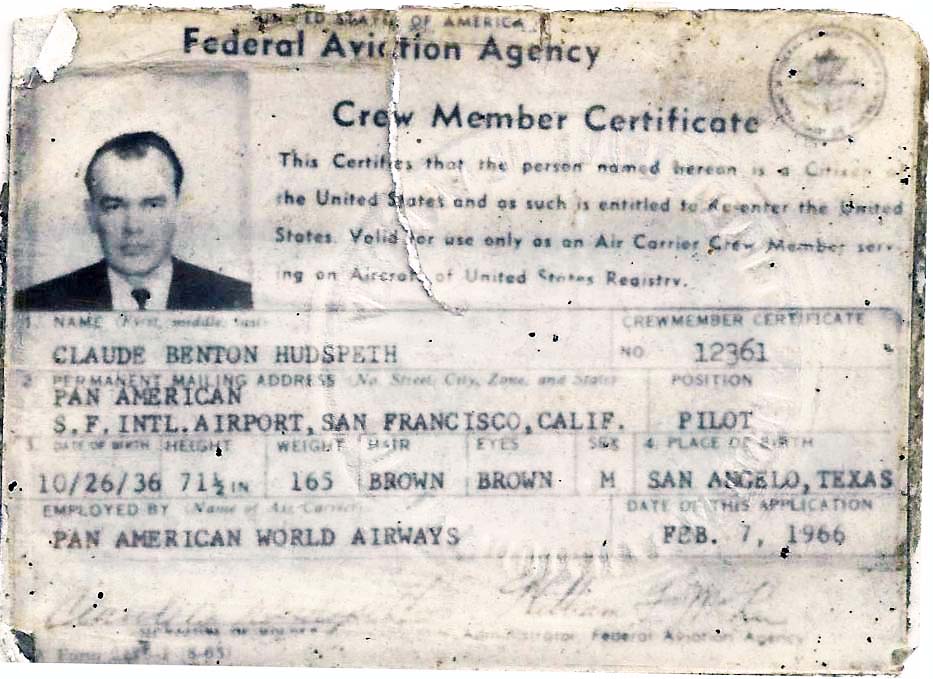 UNITED STATES OF AMERICA
Federal Aviation Agency
Crew Member Certificate
This Certifies that the person named hereon is a Citizen of
the United States and as such is entitled to Re-enter the United
States. Valid for use only as an Air Carrier Crew Member serv-
ing on Aircraft of United States Registry.
1. NAME (First, middle, last)
CREWMEMBER CERTIFICATE
CLAUDE BENTON HUDSPETH
NO. 12361
2. PERMANENT MAILING ADDRESS (No. Street, City, Zone, and State)
POSITION
PAN AMERICAN
S.F. INTL.AIRPORT, SAN FRANCISCO, CALIF.
PILOT
3. DATE OF BIRTH HEIGHT WEIGHT HAIR EYES SEX 4. PLACE OF BIRTH
10/26/36 71½ IN 165 BROWN BROWN M SAN ANGELO, TEXAS
EMPLOYED BY (Name of Air Carrier)
DATE OF THIS APPLICATION
PAN AMERICAN WORLD AIRWAYS
FEB. 7, 1966
Administrator, Federal Aviation Agency
Form